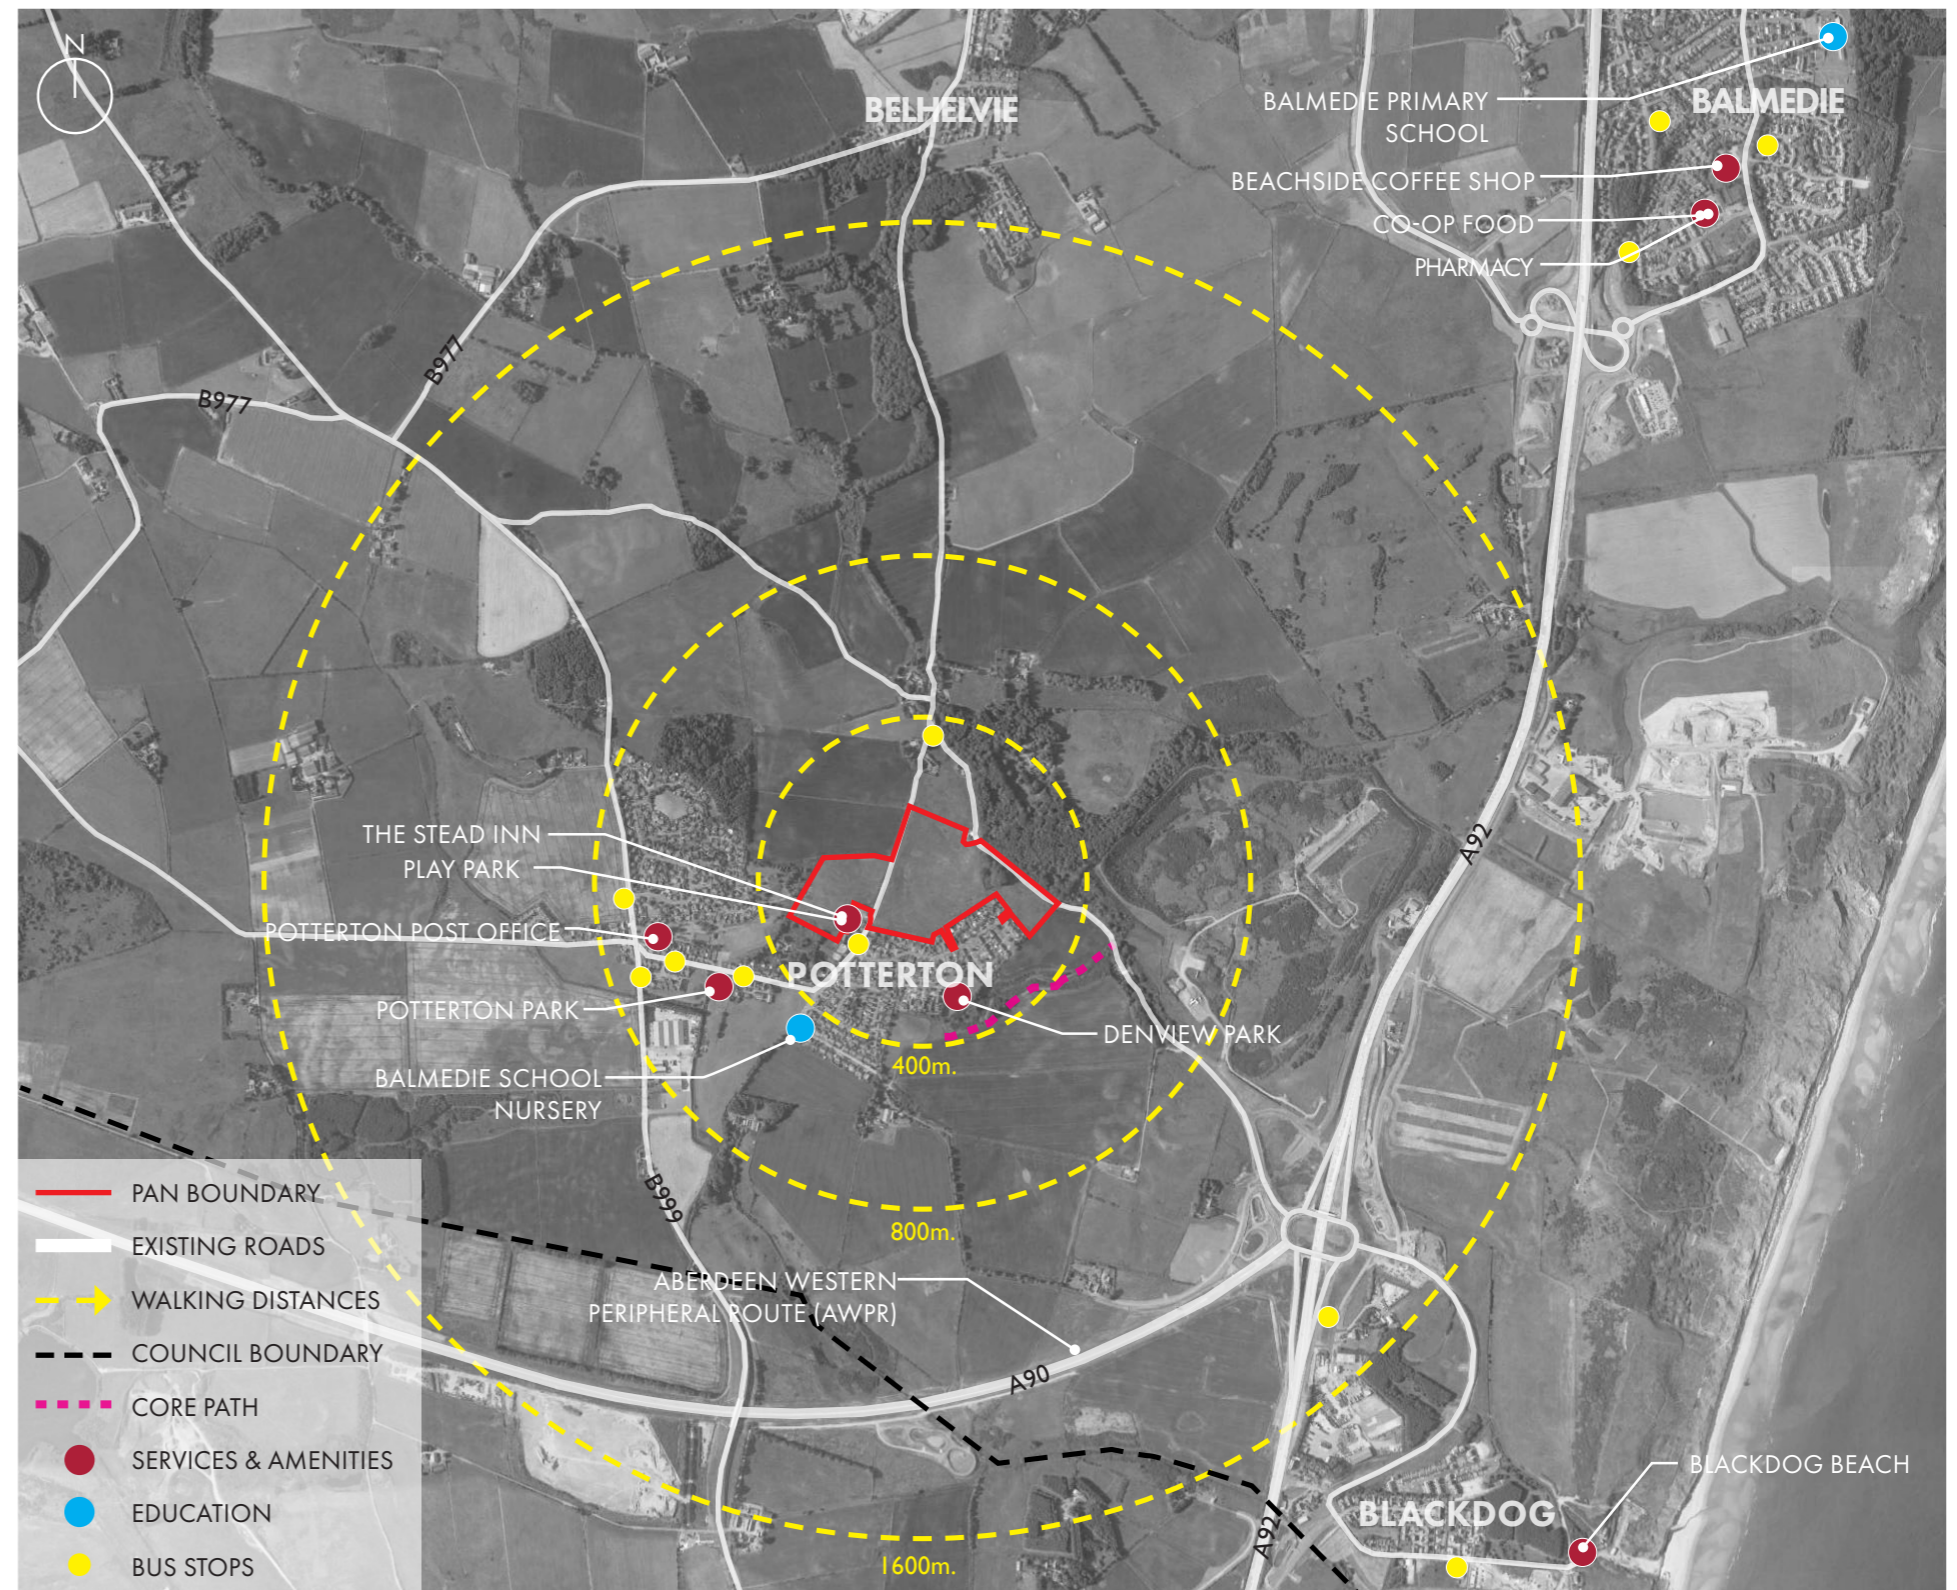 N
BELHELVIE
BALMEDIE PRIMARY
SCHOOL
BALMEDIE
BEACHSIDE COFFEE SHOP
CO-OP FOOD
PHARMACY
B977
B977
A92
THE STEAD INN
PLAY PARK
POTTERTON POST OFFICE
POTTERTON
POTTERTON PARK
DENVIEW PARK
400m.
BALMEDIE SCHOOL
NURSERY
B999
800m.
ABERDEEN WESTERN
PERIPHERAL ROUTE (AWPR)
A90
BLACKDOG BEACH
BLACKDOG
A92
1600m.
PAN BOUNDARY
EXISTING ROADS
WALKING DISTANCES
COUNCIL BOUNDARY
CORE PATH
SERVICES & AMENITIES
EDUCATION
BUS STOPS